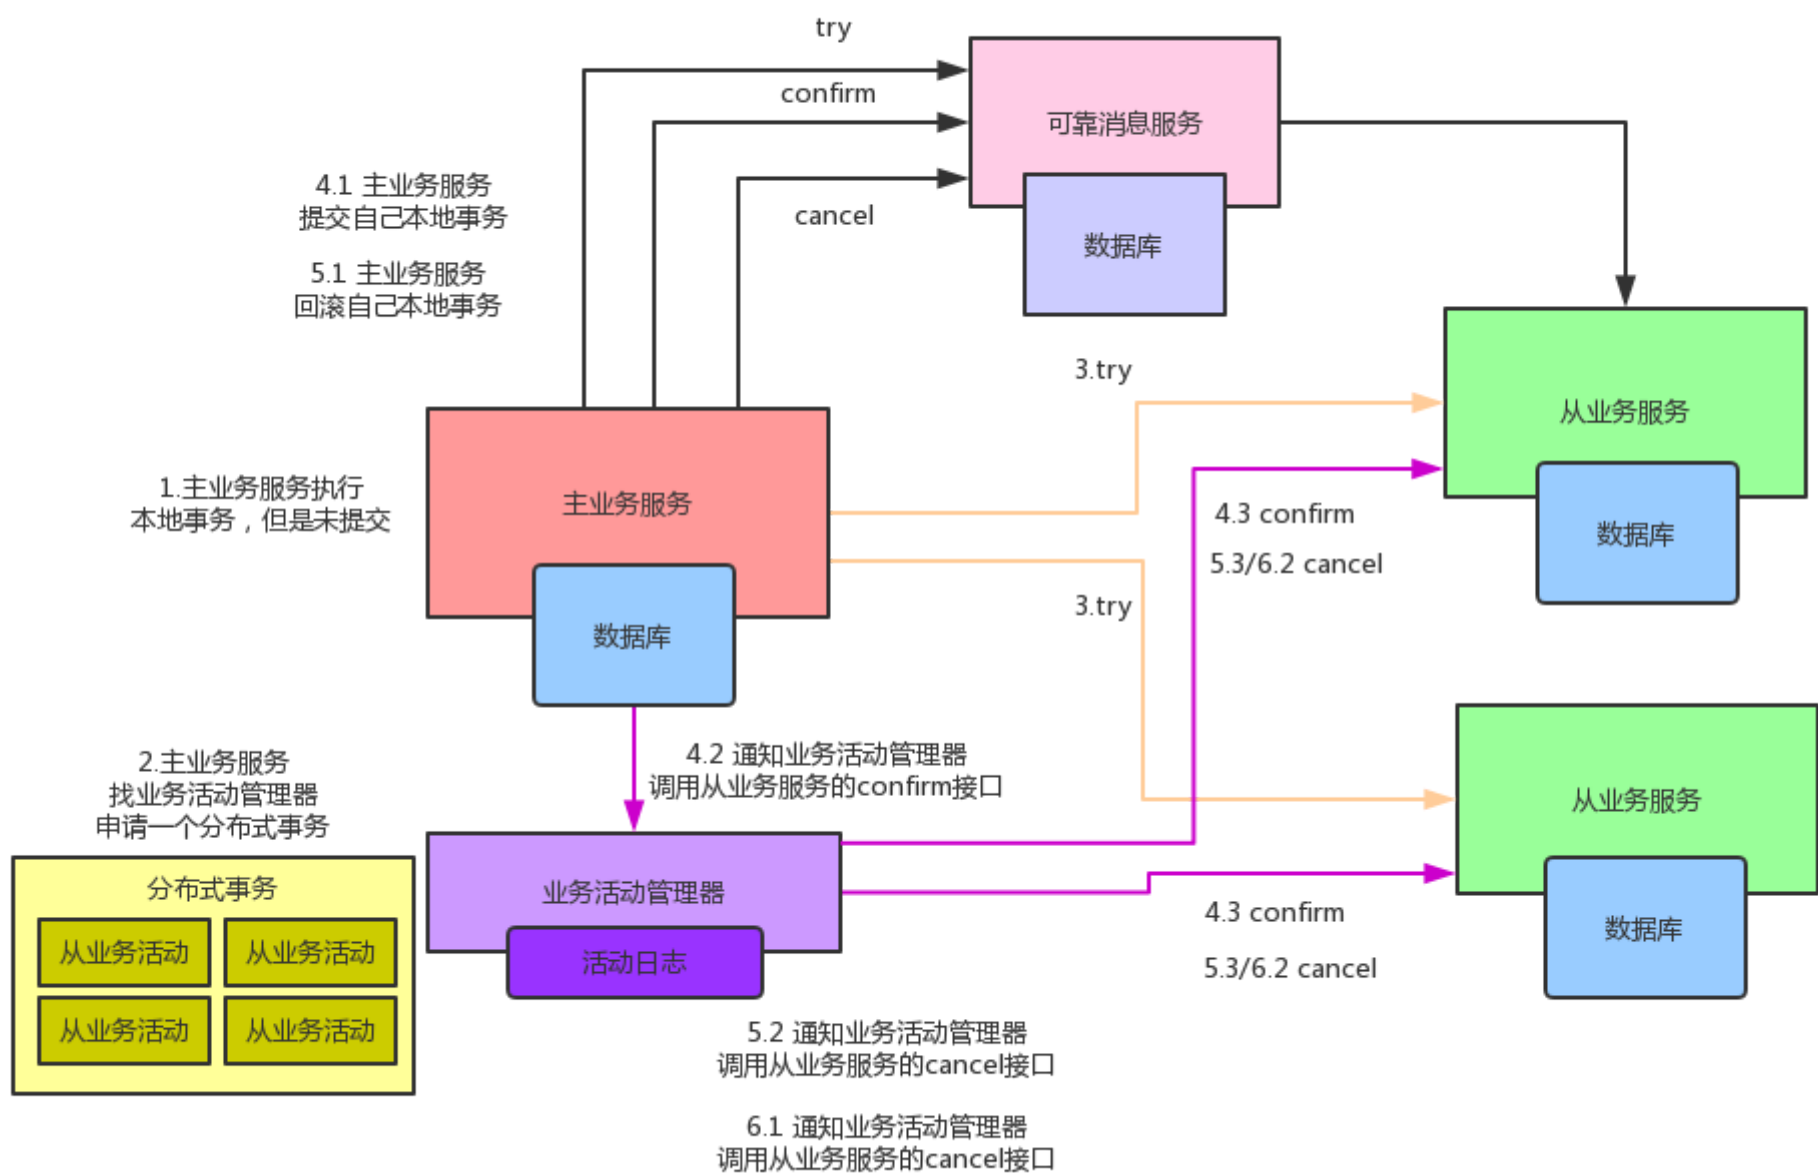 try
confirm
可靠消息服务
4.1 主业务服务
提交自己本地事务
cancel
数据库
5.1 主业务服务
回滚自己本地事务
3.try
从业务服务
1.主业务服务执行
本地事务，但是未提交
主业务服务
4.3 confirm
数据库
5.3/6.2 cancel
3.try
数据库
2.主业务服务
找业务活动管理器
申请一个分布式事务
4.2 通知业务活动管理器
调用从业务服务的confirm接口
从业务服务
分布式事务
业务活动管理器
4.3 confirm
数据库
从业务活动
从业务活动
活动日志
5.3/6.2 cancel
从业务活动
从业务活动
5.2 通知业务活动管理器
调用从业务服务的cancel接口
6.1 通知业务活动管理器
调用从业务服务的cancel接口